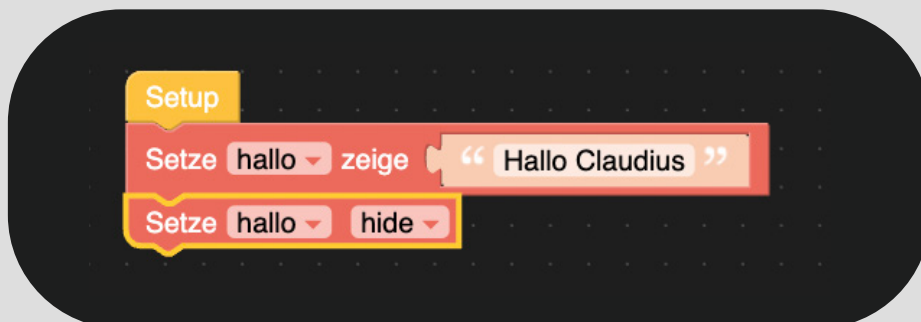 Setup
Setze hallo zeige “ Hallo Claudius ”
Setze hallo hide